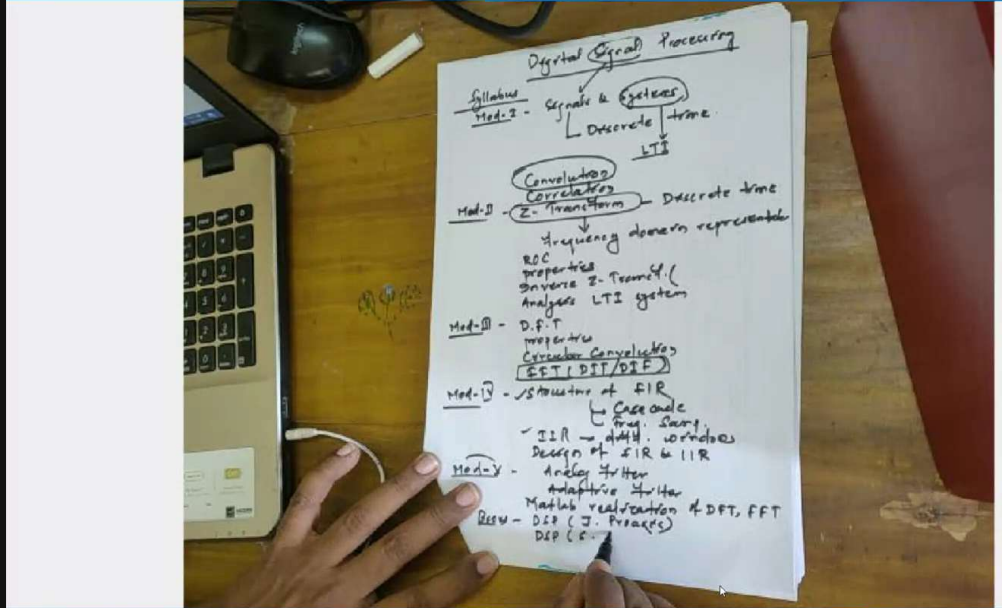 Digital Signal Processing
Syllabus
Mod-I - Signals & Systems
Discrete time
LTI
Convolution
Correlation
Mod-II - Z-Transform - Discrete time
frequency domain
ROC
Properties
Inverse Z-Transf.
Analysis LTI system
Mod-III - D.F.T
Properties
Circular Convolution
FFT (DIT/DIF)
Mod-IV - Structure of FIR
Cascade
freq. Samp.
IIR windows
Design of FIR & IIR
Mod-V - Analog filter
Adaptive filter
Matlab realization of DFT, FFT
DSP (J. Proakis)
DSP (S.